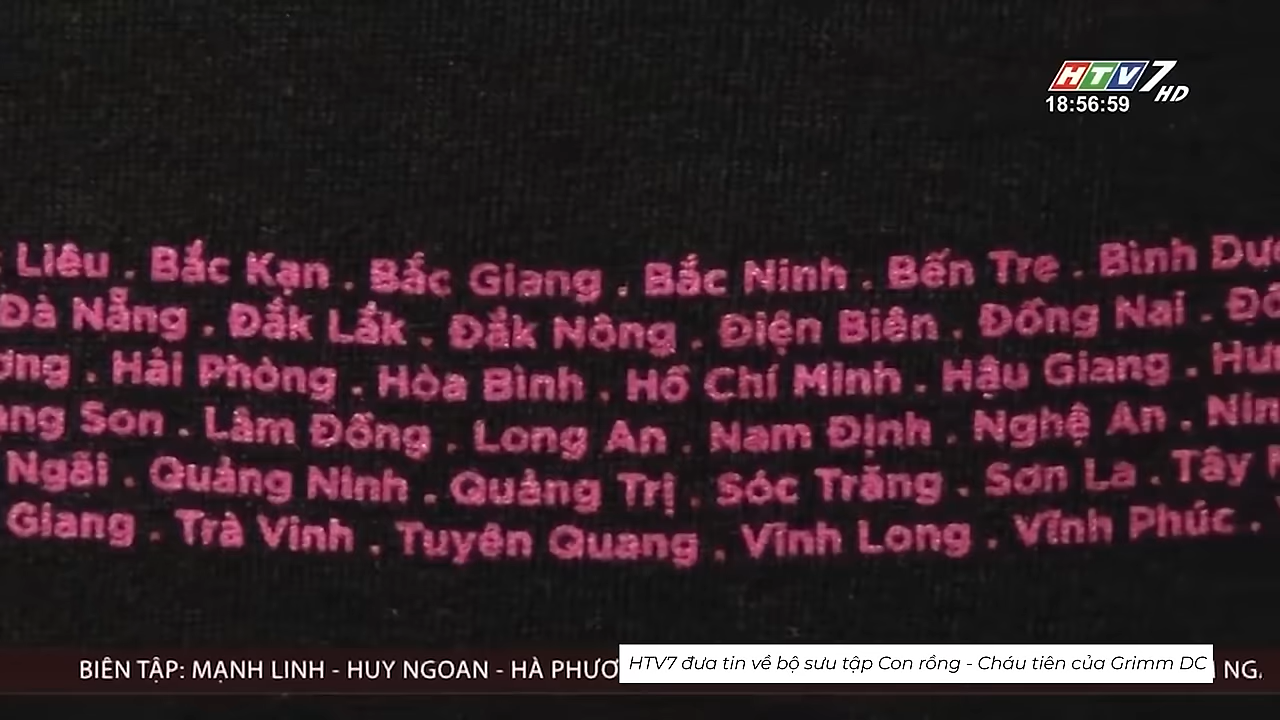 HTV7 HD
18:56:59
Liêu . Bắc Kạn . Bắc Giang . Bắc Ninh . Bến Tre . Bình
Đà Nẵng . Đắk Lắk . Đắk Nông . Điện Biên . Đồng Nai .
. Hải Phòng . Hòa Bình . Hồ Chí Minh . Hậu Giang .
Son . Lâm Đồng . Long An . Nam Định . Nghệ An .
Ngãi . Quảng Ninh . Quảng Trị . Sóc Trăng . Sơn La . Tây
Giang . Trà Vinh . Tuyên Quang . Vĩnh Long . Vĩnh Phúc .
BIÊN TẬP: MẠNH LINH - HUY NGOAN - HÀ
HTV7 đưa tin về bộ sưu tập Con rồng - Cháu tiên của Grimm DC